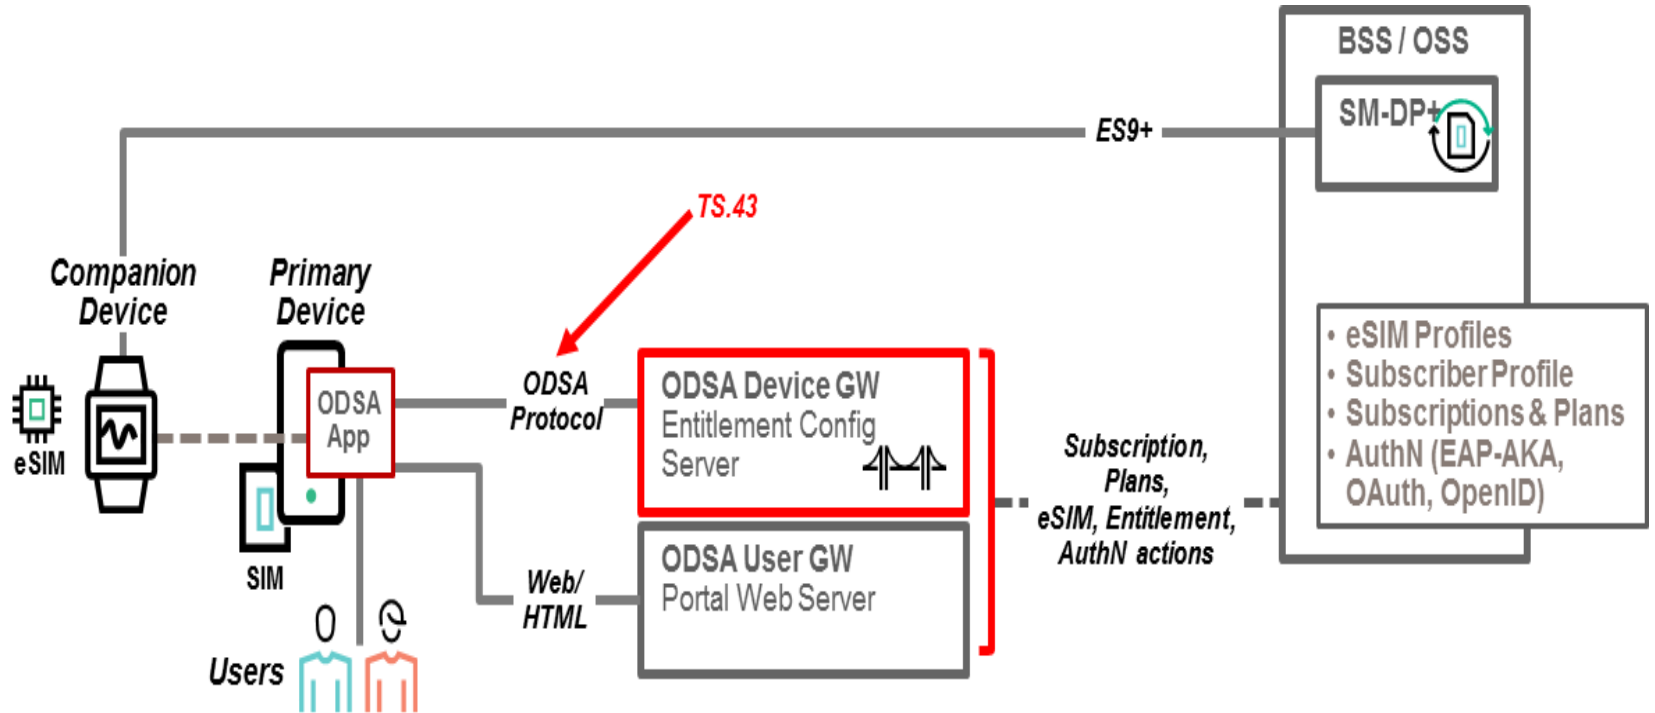 BSS / OSS
SM-DP+
ES9+
TS.43
Companion
Device
Primary
Device
eSIM
SIM
ODSA
App
Users
ODSA
Protocol
Web/
HTML
ODSA Device GW
Entitlement Config
Server
ODSA User GW
Portal Web Server
Subscription,
Plans,
eSIM, Entitlement,
AuthN actions
• eSIM Profiles
• Subscriber Profile
• Subscriptions & Plans
• AuthN (EAP-AKA,
OAuth, OpenID)